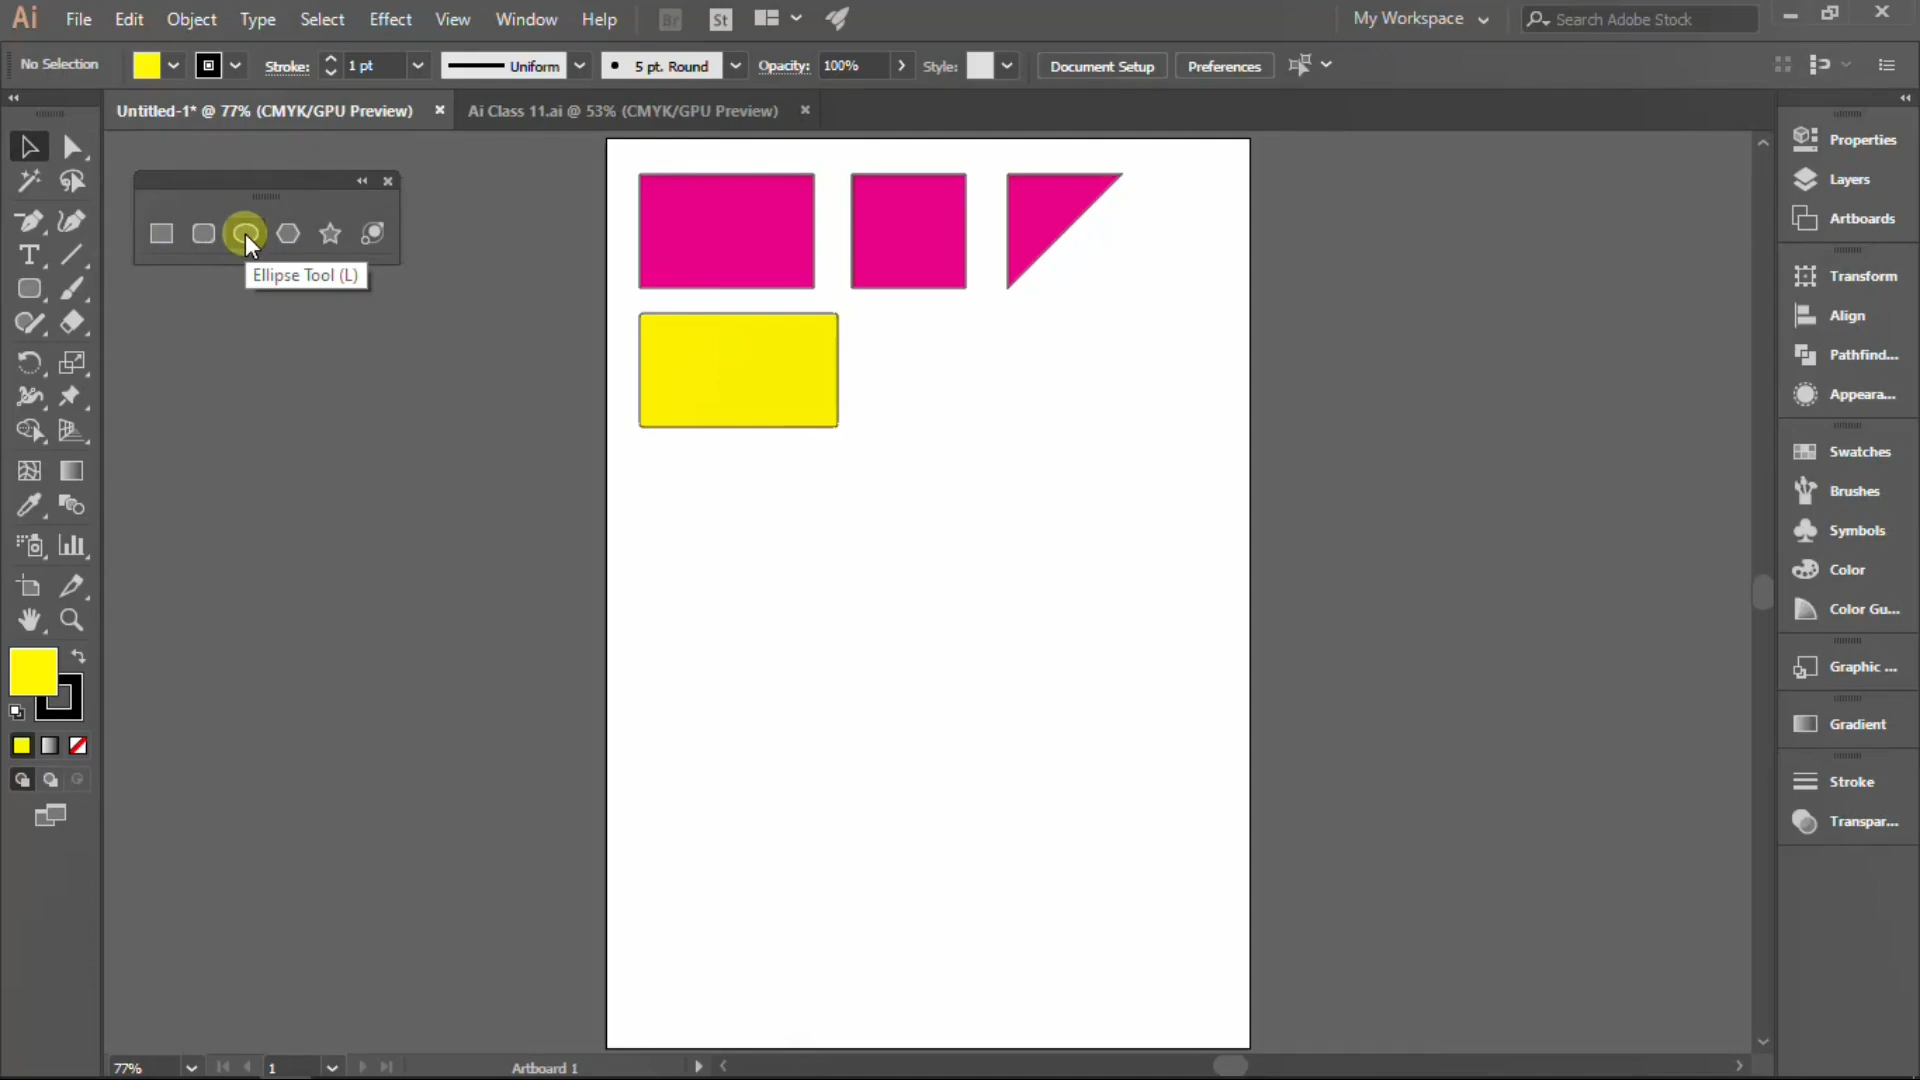 Ai File Edit Object Type Select Effect View Window Help Br St My Workspace Search Adobe Stock
No Selection Stroke: 1 pt Uniform 5 pt. Round Opacity: 100% Style: Document Setup Preferences
Untitled-1* @ 77% (CMYK/GPU Preview) Ai Class 11.ai @ 53% (CMYK/GPU Preview)
Ellipse Tool (L)
Properties
Layers
Artboards
Transform
Align
Pathfind...
Appeara...
Swatches
Brushes
Symbols
Color
Color Gu...
Graphic ...
Gradient
Stroke
Transpar...
77% 1 Artboard 1